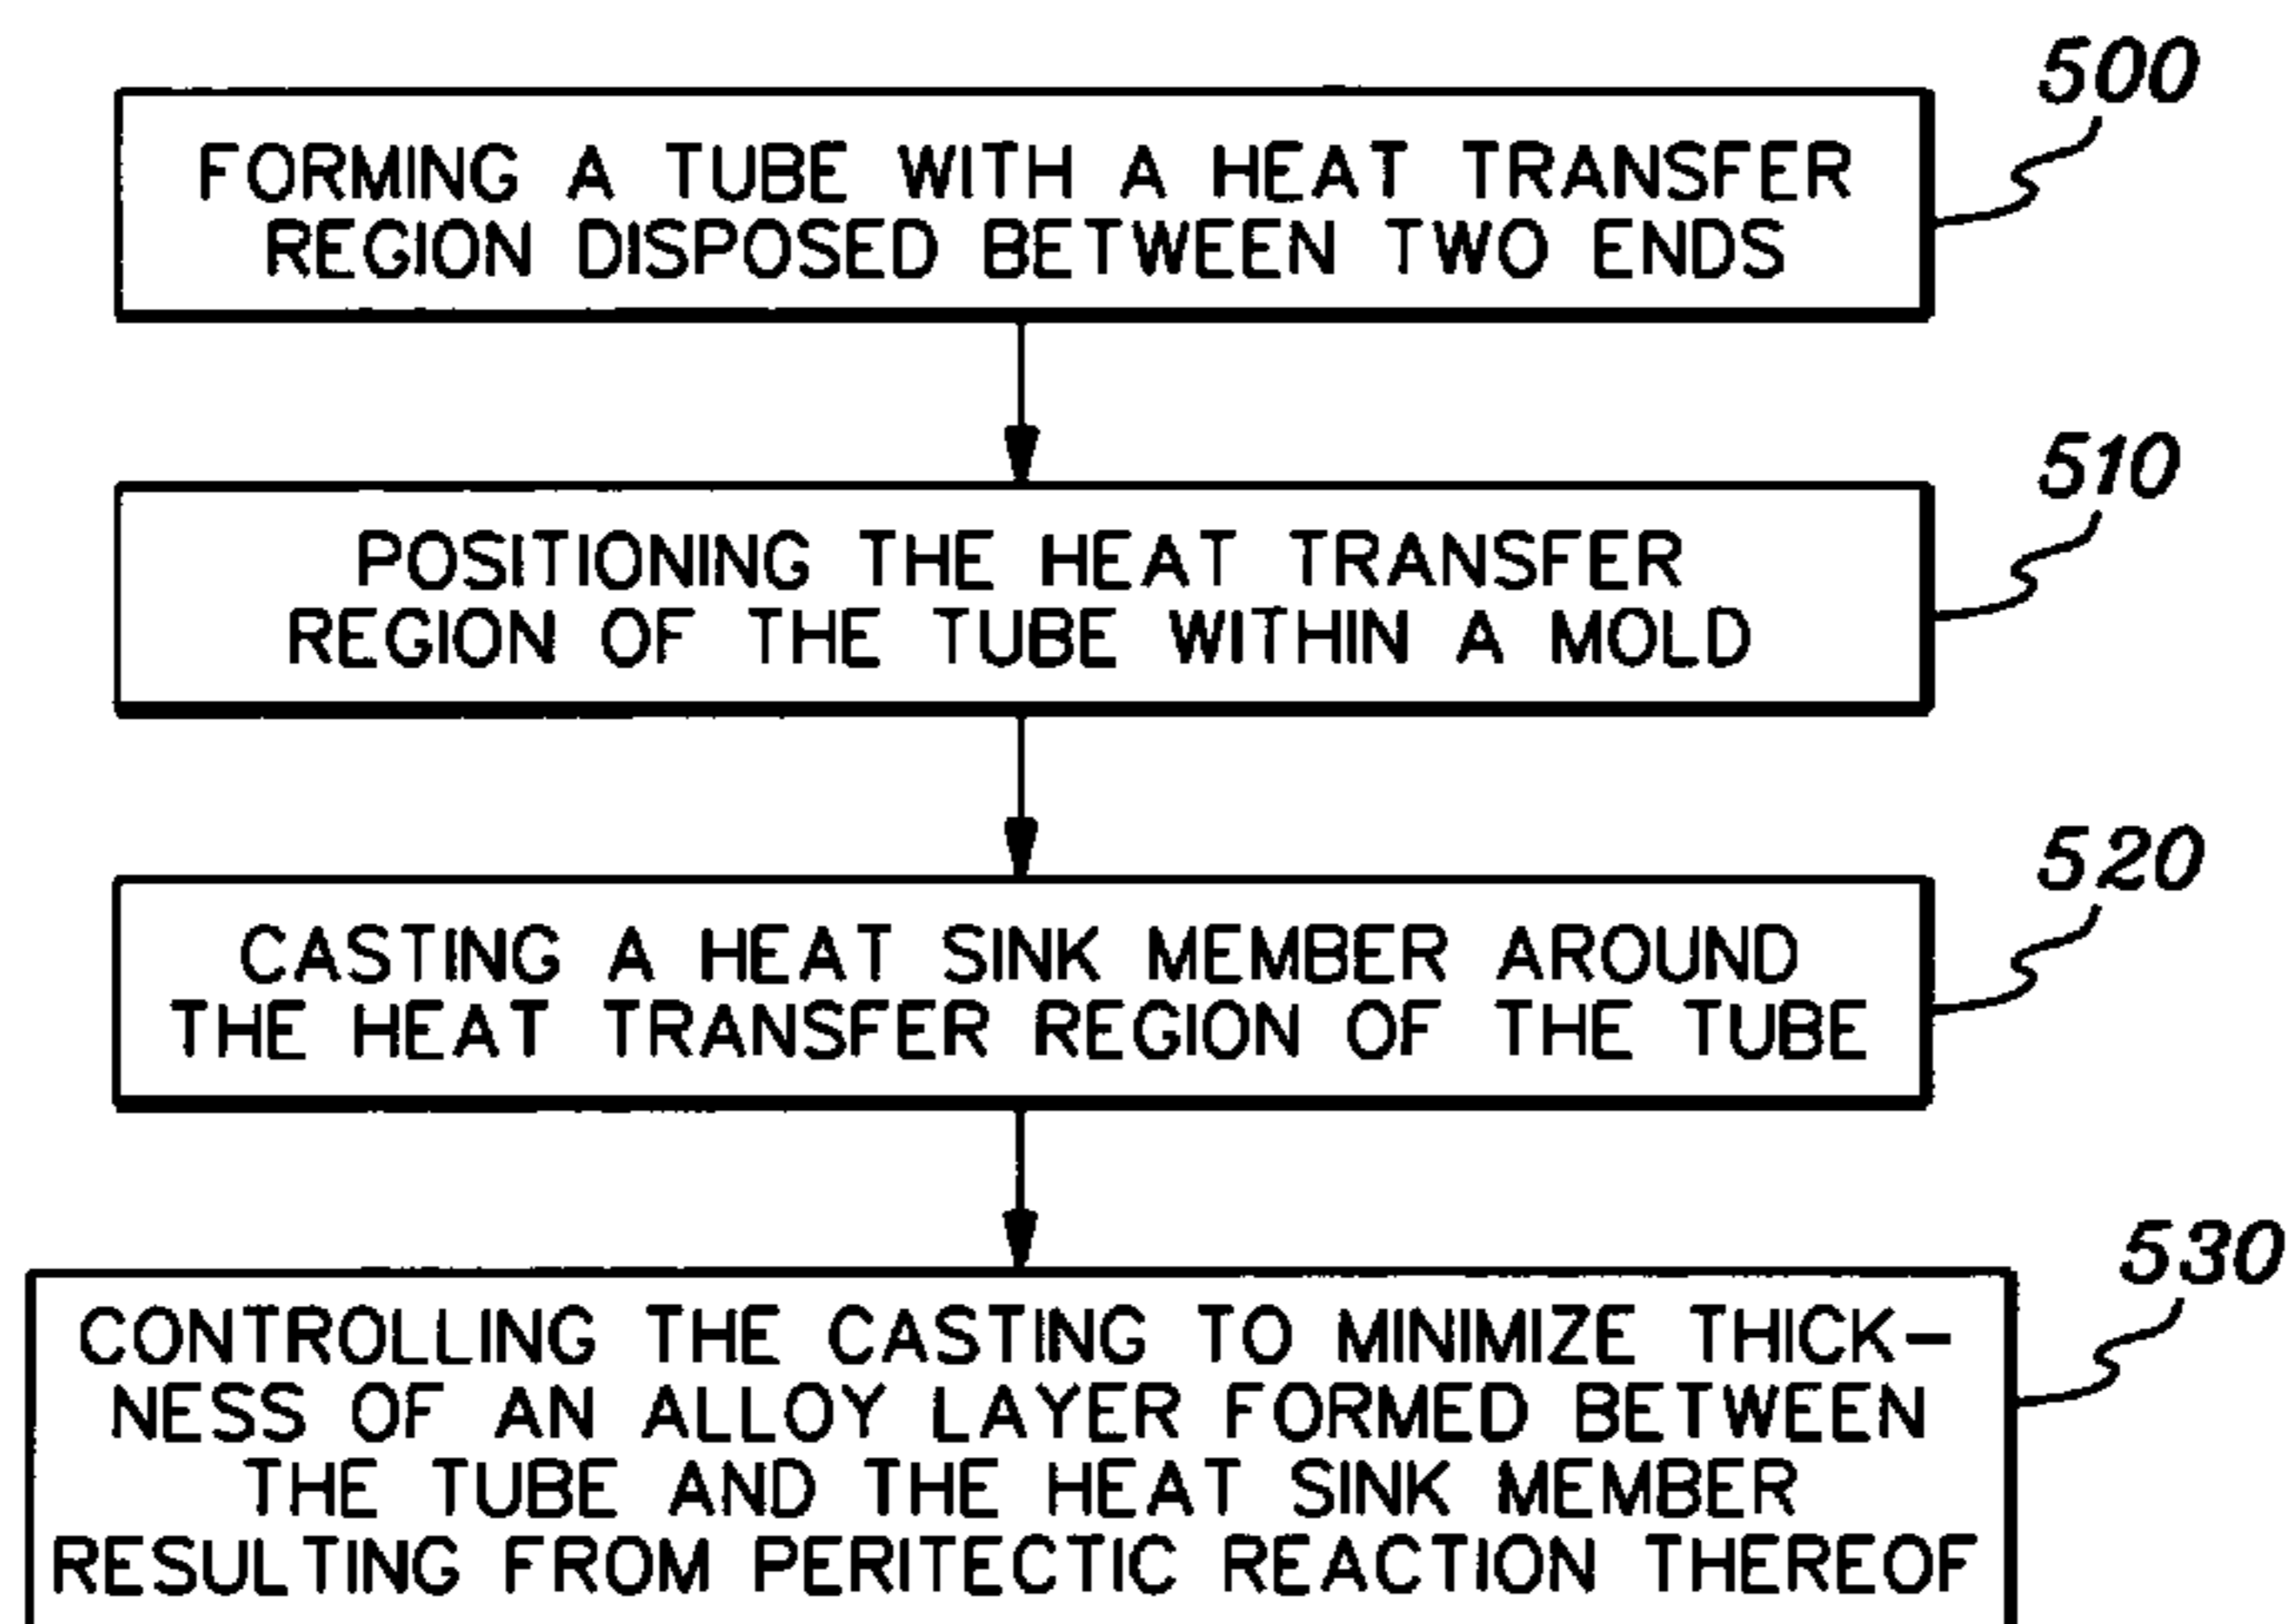 500
FORMING A TUBE WITH A HEAT TRANSFER
REGION DISPOSED BETWEEN TWO ENDS
510
POSITIONING THE HEAT TRANSFER
REGION OF THE TUBE WITHIN A MOLD
520
CASTING A HEAT SINK MEMBER AROUND
THE HEAT TRANSFER REGION OF THE TUBE
530
CONTROLLING THE CASTING TO MINIMIZE THICK-
NESS OF AN ALLOY LAYER FORMED BETWEEN
THE TUBE AND THE HEAT SINK MEMBER
RESULTING FROM PERITECTIC REACTION THEREOF